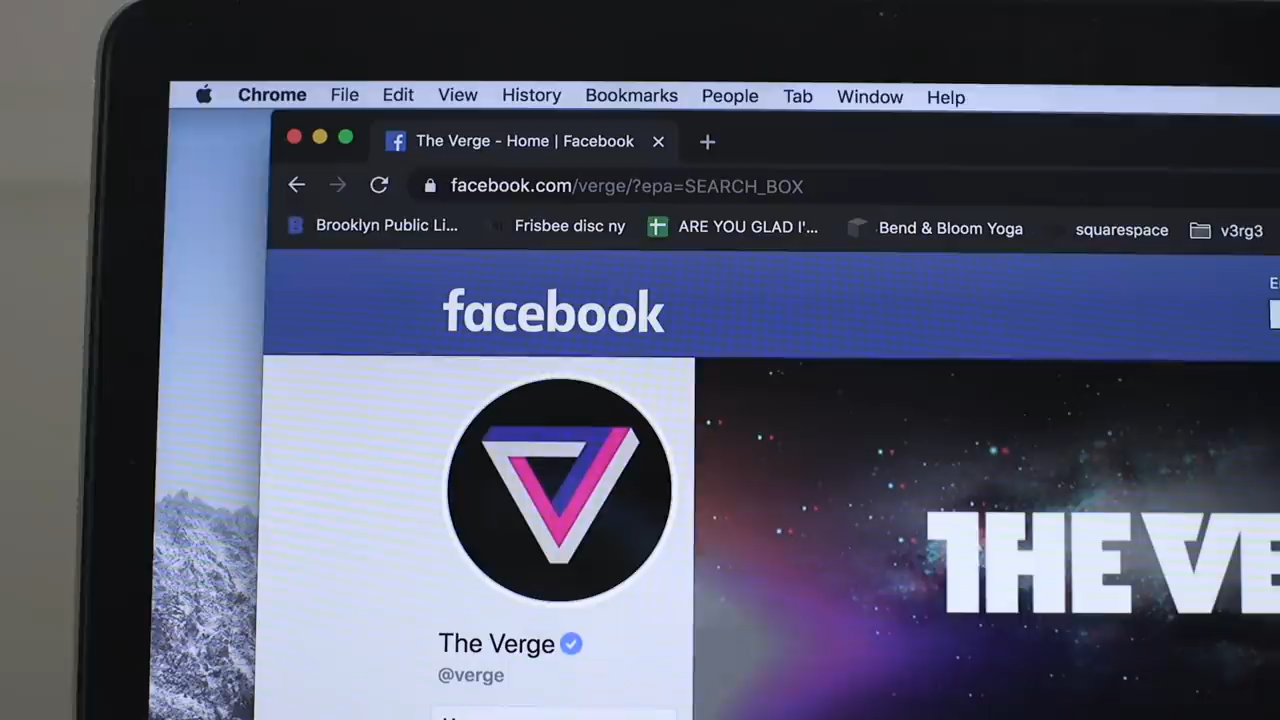 Chrome File Edit View History Bookmarks People Tab Window Help
The Verge - Home | Facebook
facebook.com/verge/?epa=SEARCH_BOX
Brooklyn Public Li... Frisbee disc ny ARE YOU GLAD I'... Bend & Bloom Yoga squarespace v3rg3
facebook
THE VE
The Verge
@verge